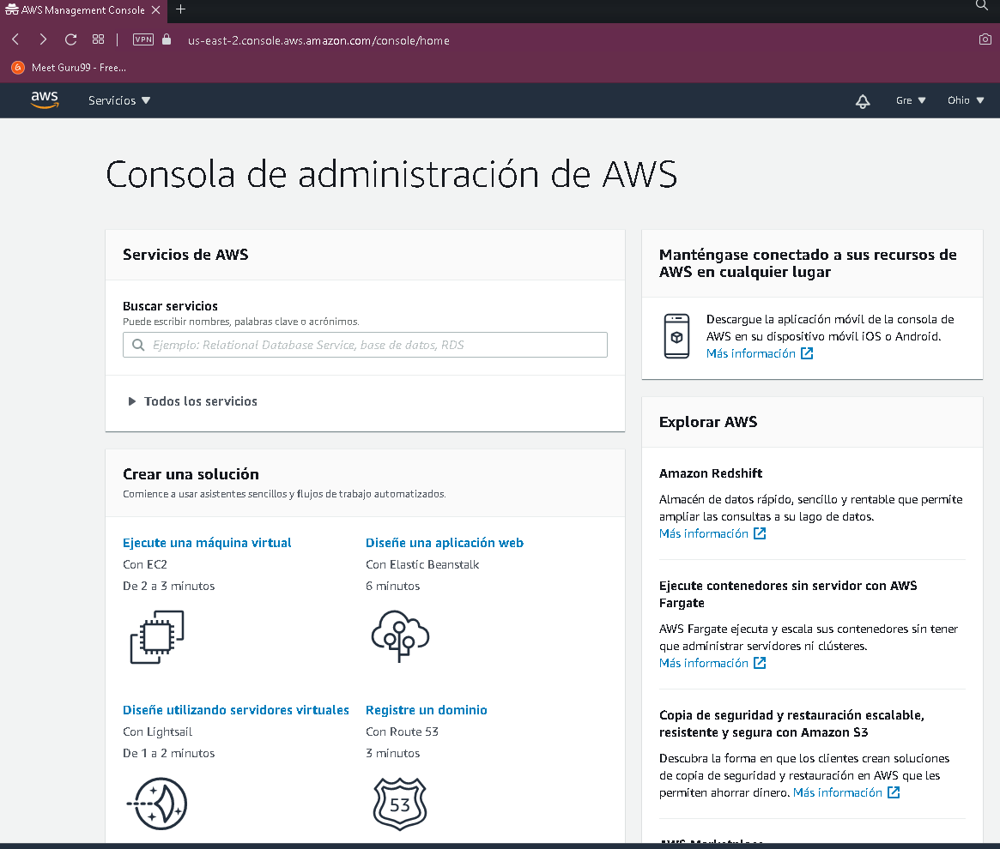 AWS Management Console
VPN
us-east-2.console.aws.amazon.com/console/home
Meet Guru99 - Free...
aws
Servicios
Gre
Ohio
Consola de administración de AWS
Servicios de AWS
Buscar servicios
Puede escribir nombres, palabras clave o acrónimos.
Ejemplo: Relational Database Service, base de datos, RDS
Todos los servicios
Crear una solución
Comience a usar asistentes sencillos y flujos de trabajo automatizados.
Ejecute una máquina virtual
Con EC2
De 2 a 3 minutos
Diseñe una aplicación web
Con Elastic Beanstalk
6 minutos
Diseñe utilizando servidores virtuales
Con Lightsail
De 1 a 2 minutos
Registre un dominio
Con Route 53
3 minutos
53
Manténgase conectado a sus recursos de
AWS en cualquier lugar
Descargue la aplicación móvil de la consola de
AWS en su dispositivo móvil iOS o Android.
Más información
Explorar AWS
Amazon Redshift
Almacén de datos rápido, sencillo y rentable que permite
ampliar las consultas a su lago de datos.
Más información
Ejecute contenedores sin servidor con AWS
Fargate
AWS Fargate ejecuta y escala sus contenedores sin tener
que administrar servidores ni clústeres.
Más información
Copia de seguridad y restauración escalable,
resistente y segura con Amazon S3
Descubra la forma en que los clientes crean soluciones
de copia de seguridad y restauración en AWS que les
permiten ahorrar dinero. Más información
AWS Marketplace